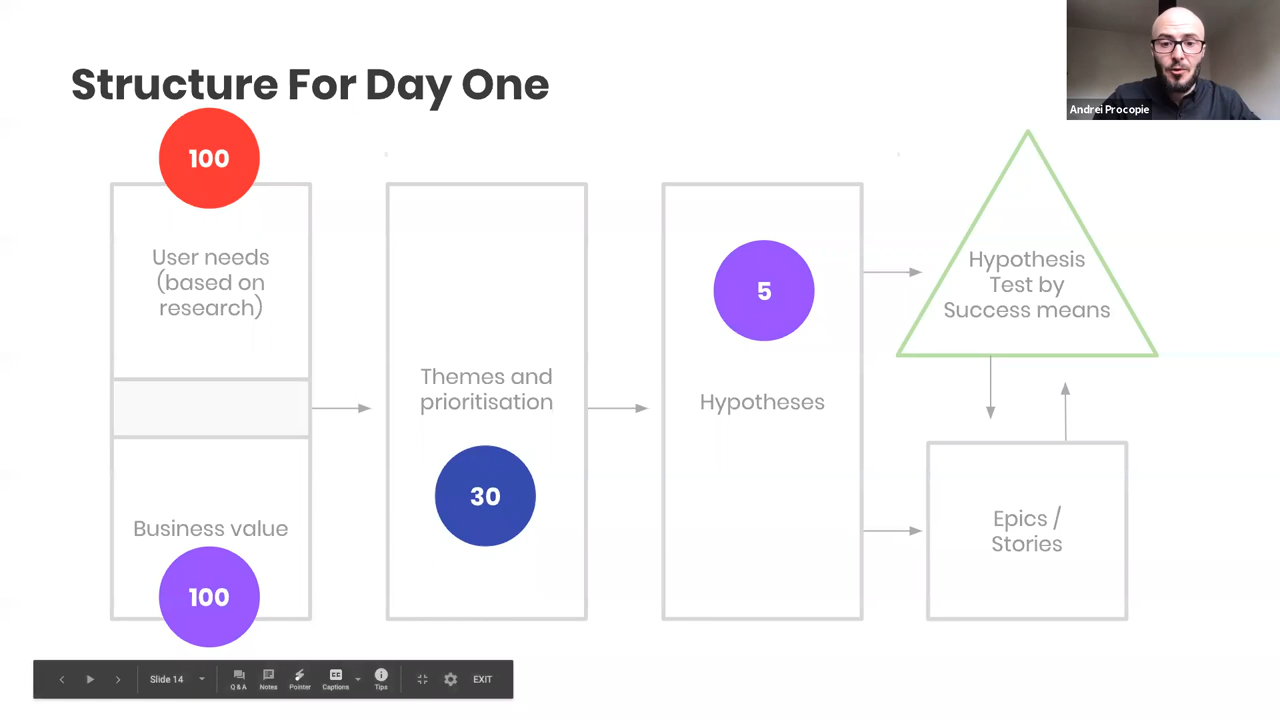 Structure For Day One
Andrei Procopie
100
User needs
(based on
research)
Business value
100
Themes and
prioritisation
30
5
Hypotheses
Hypothesis
Test by
Success means
Epics /
Stories
Slide 14
Q & A
Notes
Pointer
CC
Captions
Tips
EXIT